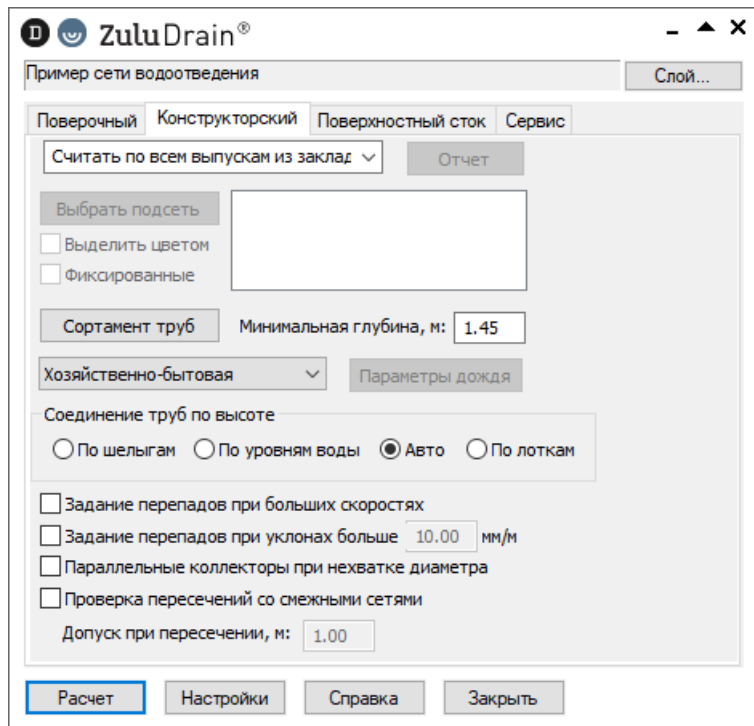 D ZuluDrain®
Пример сети водоотведения Слой...
Поверочный Конструкторский Поверхностный сток Сервис
Считать по всем выпускам из заклад Отчет
Выбрать подсеть
Выделить цветом
Фиксированные
Сортамент труб Минимальная глубина, м: 1.45
Хозяйственно-бытовая Параметры дождя
Соединение труб по высоте
По шелыгам По уровням воды Авто По лоткам
Задание перепадов при больших скоростях
Задание перепадов при уклонах больше 10.00 мм/м
Параллельные коллекторы при нехватке диаметра
Проверка пересечений со смежными сетями
Допуск при пересечении, м: 1.00
Расчет Настройки Справка Закрыть